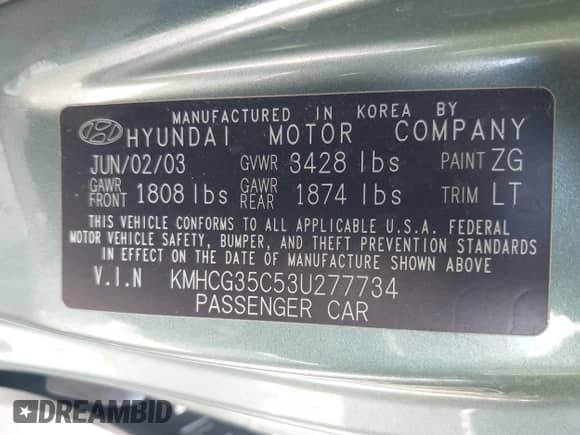 MANUFACTURED IN KOREA BY
HYUNDAI MOTOR COMPANY
JUN/02/03 GVWR 3428 lbs PAINT ZG
GAWR FRONT 1808 lbs GAWR REAR 1874 lbs TRIM LT
THIS VEHICLE CONFORMS TO ALL APPLICABLE U.S.A. FEDERAL
MOTOR VEHICLE SAFETY, BUMPER, AND THEFT PREVENTION STANDARDS
IN EFFECT ON THE DATE OF MANUFACTURE SHOWN ABOVE
V.I.N KMHCG35C53U277734
PASSENGER CAR
DREAMBID